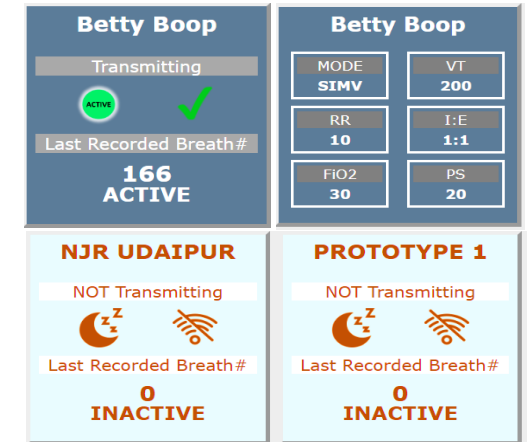 Betty Boop
Transmitting
ACTIVE
Last Recorded Breath#
166
ACTIVE
Betty Boop
MODE
SIMV
VT
200
RR
10
I:E
1:1
FiO2
30
PS
20
NJR UDAIPUR
NOT Transmitting
z z Z
Last Recorded Breath#
0
INACTIVE
PROTOTYPE 1
NOT Transmitting
z z Z
Last Recorded Breath#
0
INACTIVE